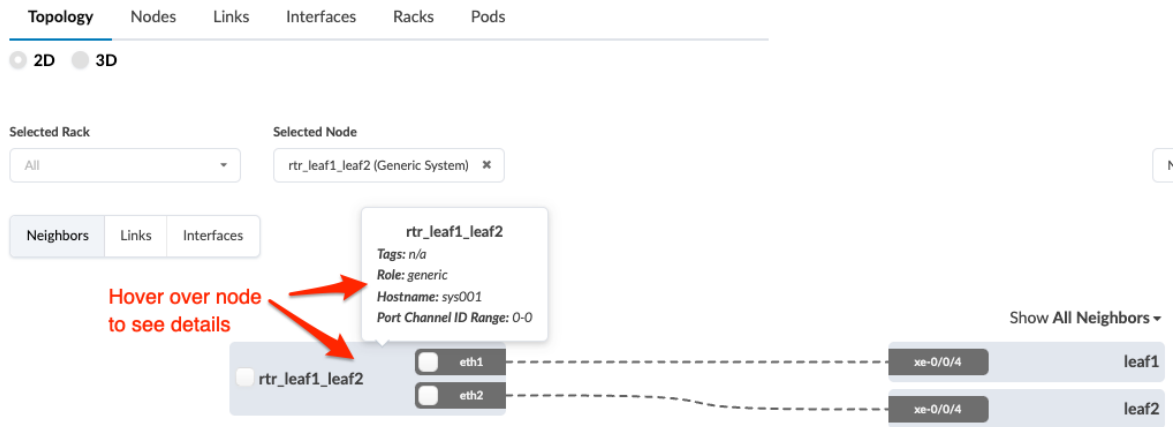 Topology Nodes Links Interfaces Racks Pods
2D 3D
Selected Rack Selected Node
All rtr_leaf1_leaf2 (Generic System) N
Neighbors Links Interfaces
rtr_leaf1_leaf2
Tags: n/a
Role: generic
Hostname: sys001
Port Channel ID Range: 0-0
Hover over node
to see details
Show All Neighbors
rtr_leaf1_leaf2
eth1 xe-0/0/4 leaf1
eth2 xe-0/0/4 leaf2